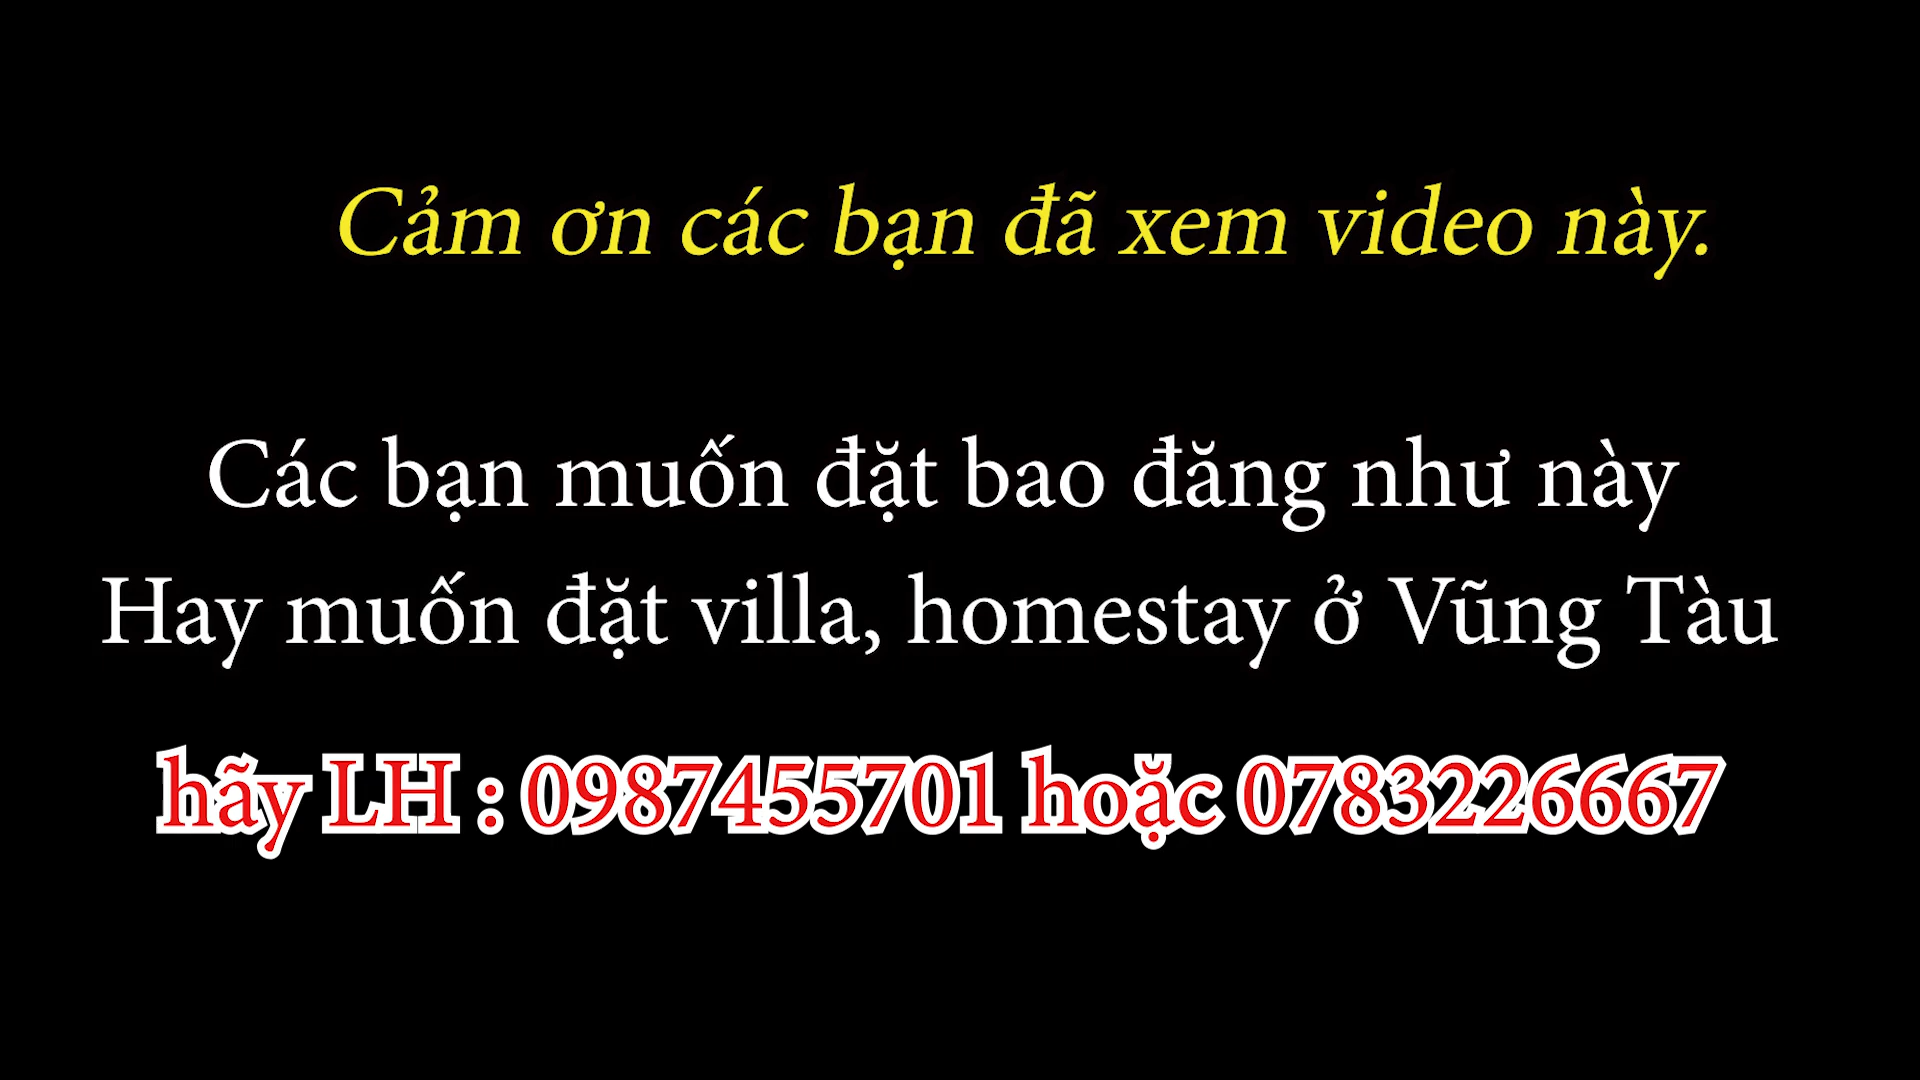 Cảm ơn các bạn đã xem video này.
Các bạn muốn đặt bao đăng như này
Hay muốn đặt villa, homestay ở Vũng Tàu
hãy LH : 0987455701 hoặc 0783226667